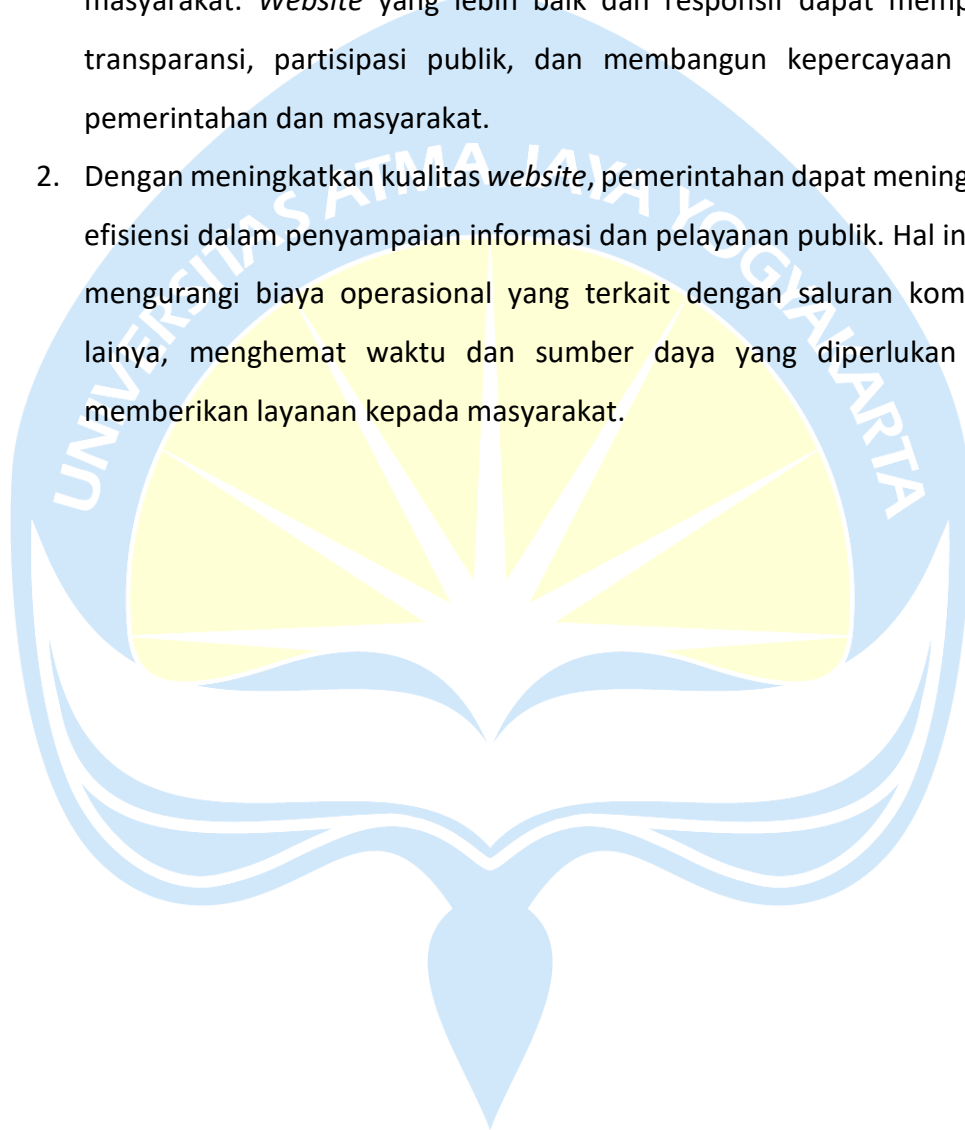 masyarakat. Website yang lebih baik dan responsif dapat memp
transparansi, partisipasi publik, dan membangun kepercayaan
pemerintahan dan masyarakat.
2. Dengan meningkatkan kualitas website, pemerintahan dapat mening
efisiensi dalam penyampaian informasi dan pelayanan publik. Hal in
mengurangi biaya operasional yang terkait dengan saluran kom
lainya, menghemat waktu dan sumber daya yang diperlukan
memberikan layanan kepada masyarakat.
UNIVERSITAS ATMA JAYA YOGYAKARTA